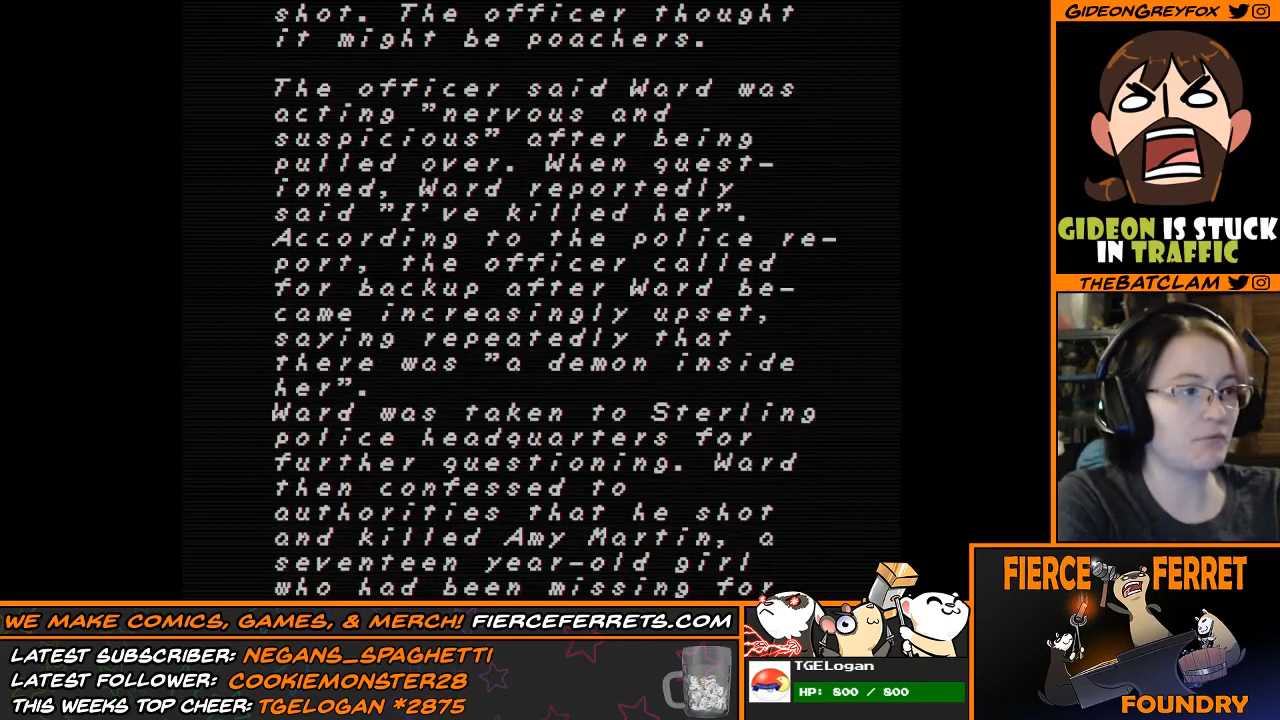 shot. The officer thought
it might be poachers.
The officer said Ward was
acting "nervous and
suspicious" after being
pulled over. When quest-
ioned, Ward reportedly
said "I've killed her".
According to the police re-
port, the officer called
for backup after Ward be-
came increasingly upset,
saying repeatedly that
there was "a demon inside
her".
Ward was taken to Sterling
police headquarters for
further questioning. Ward
then confessed to
authorities that he shot
and killed Amy Martin, a
seventeen year-old girl
who had been missing for
GIDEONGREYFOX
GIDEON IS STUCK
IN TRAFFIC
THEBATCLAM
WE MAKE COMICS, GAMES, & MERCH! FIERCEFERRETS.COM
LATEST SUBSCRIBER: NEGANS_SPAGHETTI
LATEST FOLLOWER: COOKIEMONSTER28
THIS WEEKS TOP CHEER: TGELOGAN *2875
TGELogan
HP: 800 / 800
FIERCE FERRET
FOUNDRY